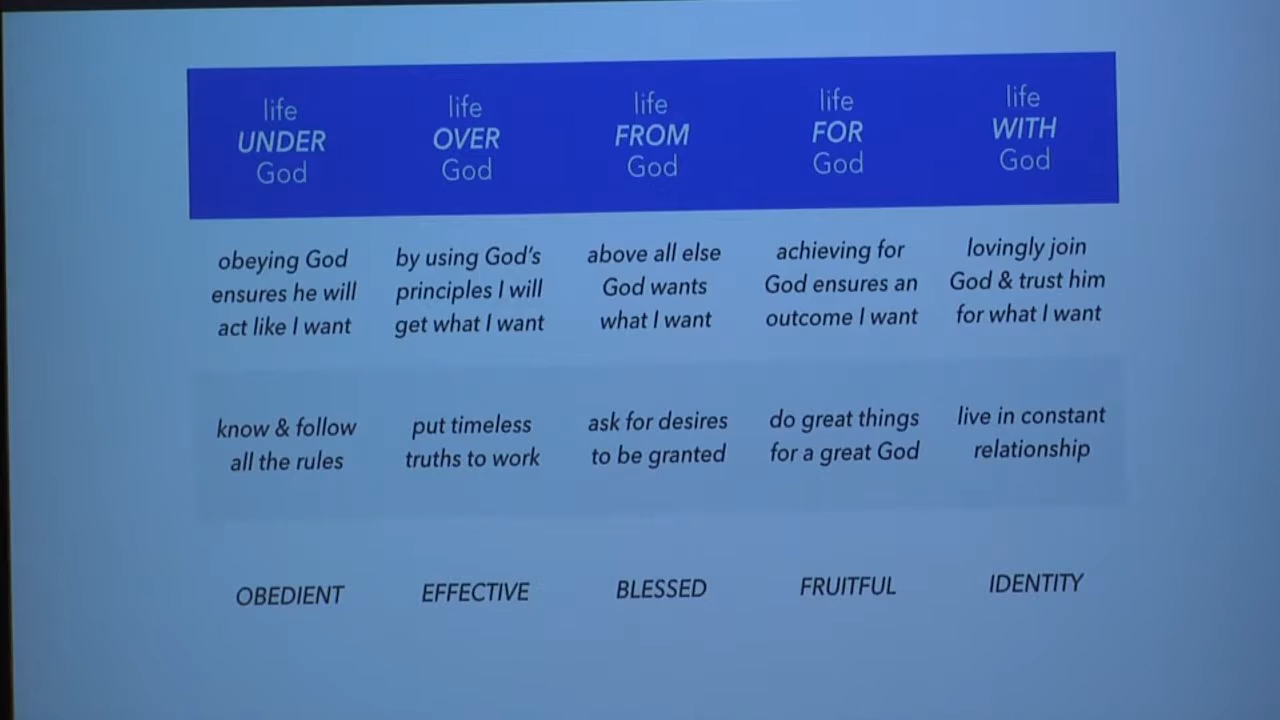 life
UNDER
God
life
OVER
God
life
FROM
God
life
FOR
God
life
WITH
God
obeying God
ensures he will
act like I want
by using God's
principles I will
get what I want
above all else
God wants
what I want
achieving for
God ensures an
outcome I want
lovingly join
God & trust him
for what I want
know & follow
all the rules
put timeless
truths to work
ask for desires
to be granted
do great things
for a great God
live in constant
relationship
OBEDIENT
EFFECTIVE
BLESSED
FRUITFUL
IDENTITY